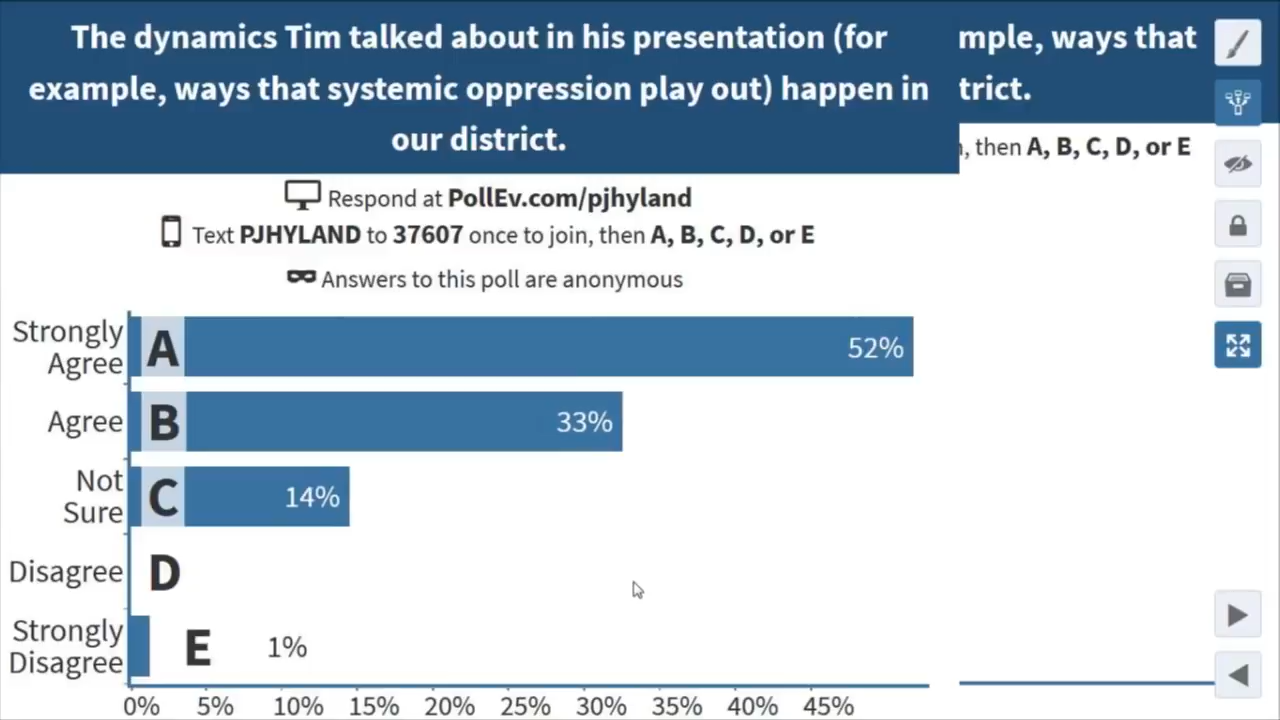 The dynamics Tim talked about in his presentation (for
example, ways that systemic oppression play out) happen in
our district.
mple, ways that
trict.
, then A, B, C, D, or E
Respond at PollEv.com/pjhyland
Text PJHYLAND to 37607 once to join, then A, B, C, D, or E
Answers to this poll are anonymous
Strongly
Agree
A
52%
Agree
B
33%
Not
Sure
C
14%
Disagree
D
Strongly
Disagree
E
1%
0% 5% 10% 15% 20% 25% 30% 35% 40% 45%